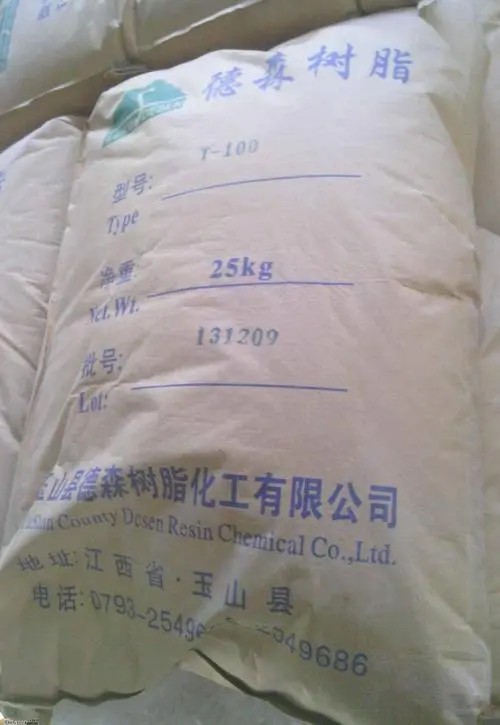 德森树脂
Y-100
型号:
Type
净重: 25kg
Net.Wt.
131209
批号:
Lot:
玉山县德森树脂化工有限公司
County Desen Resin Chemical Co.,Ltd.
地址:江西省·玉山县
电话:0793-2549 549686